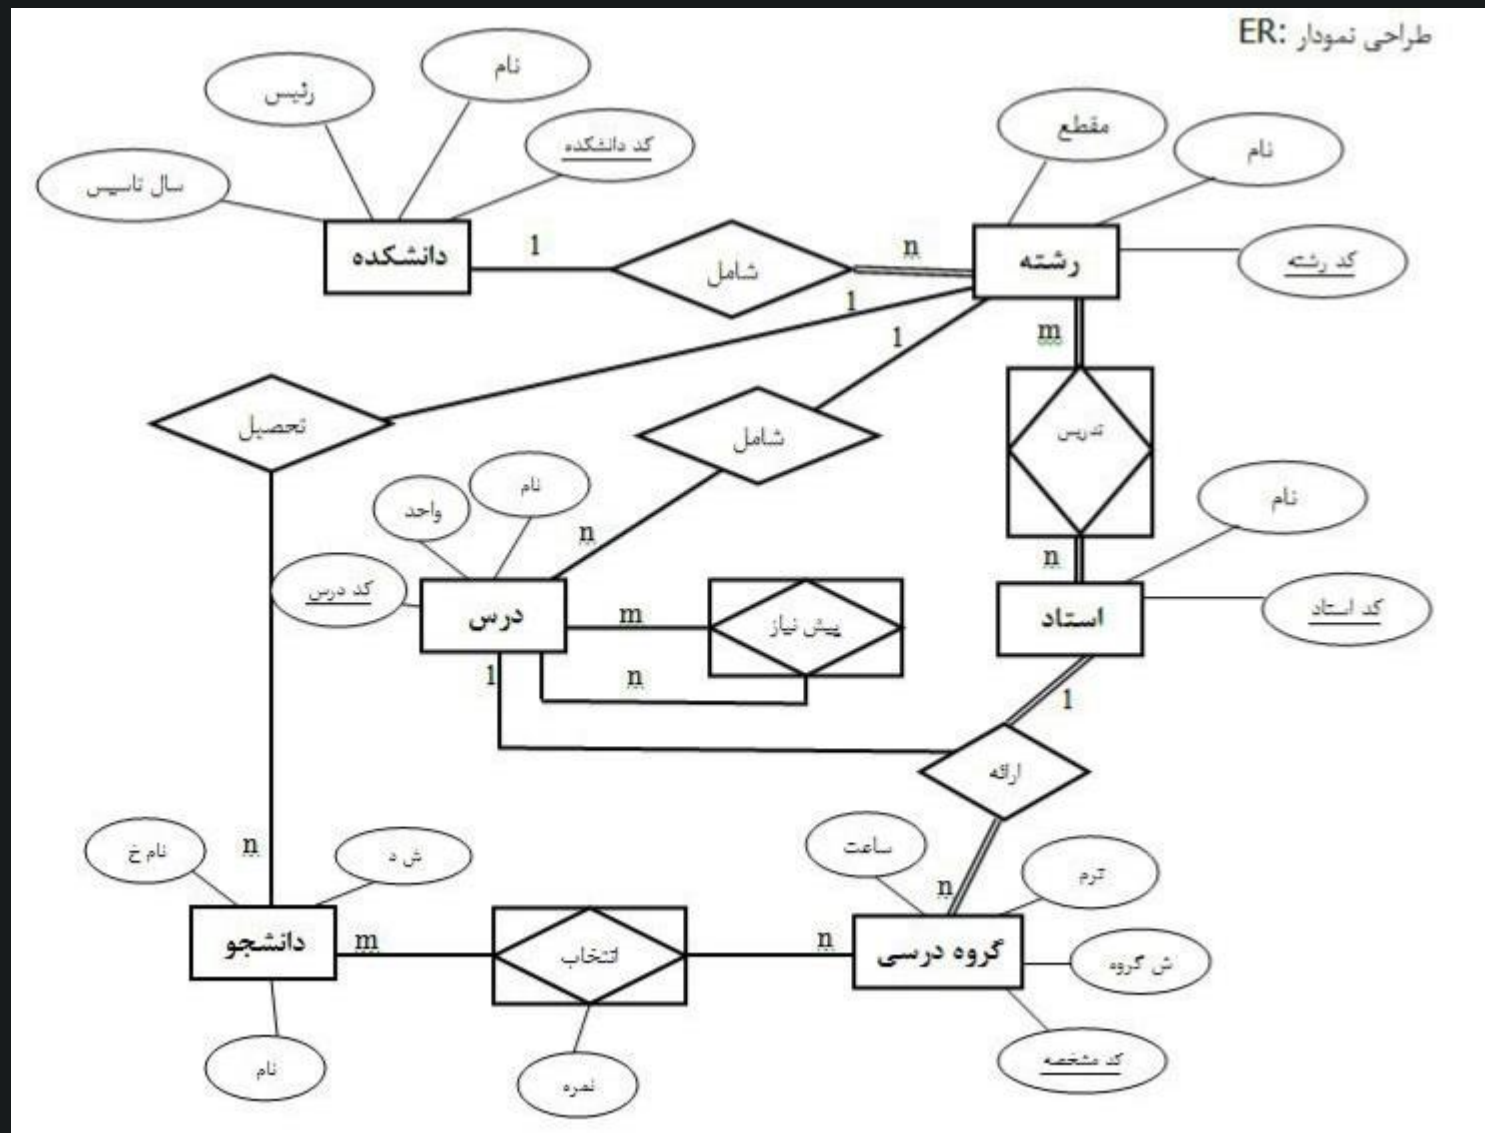 طراحی نمودار ER:
نام
رئیس
کد دانشکده
سال تاسیس
دانشکده
1
شامل
n
رشته
مقطع
نام
کد رشته
1
1
m
تحصیل
شامل
تدریس
نام
واحد
n
n
نام
کد درس
درس
m
پیش نیاز
استاد
کد استاد
1
n
1
ارائه
ساعت
ترم
n
نام خ
ش د
n
دانشجو
m
انتخاب
n
گروه درسی
ش گروه
کد مشخصه
نام
نمره